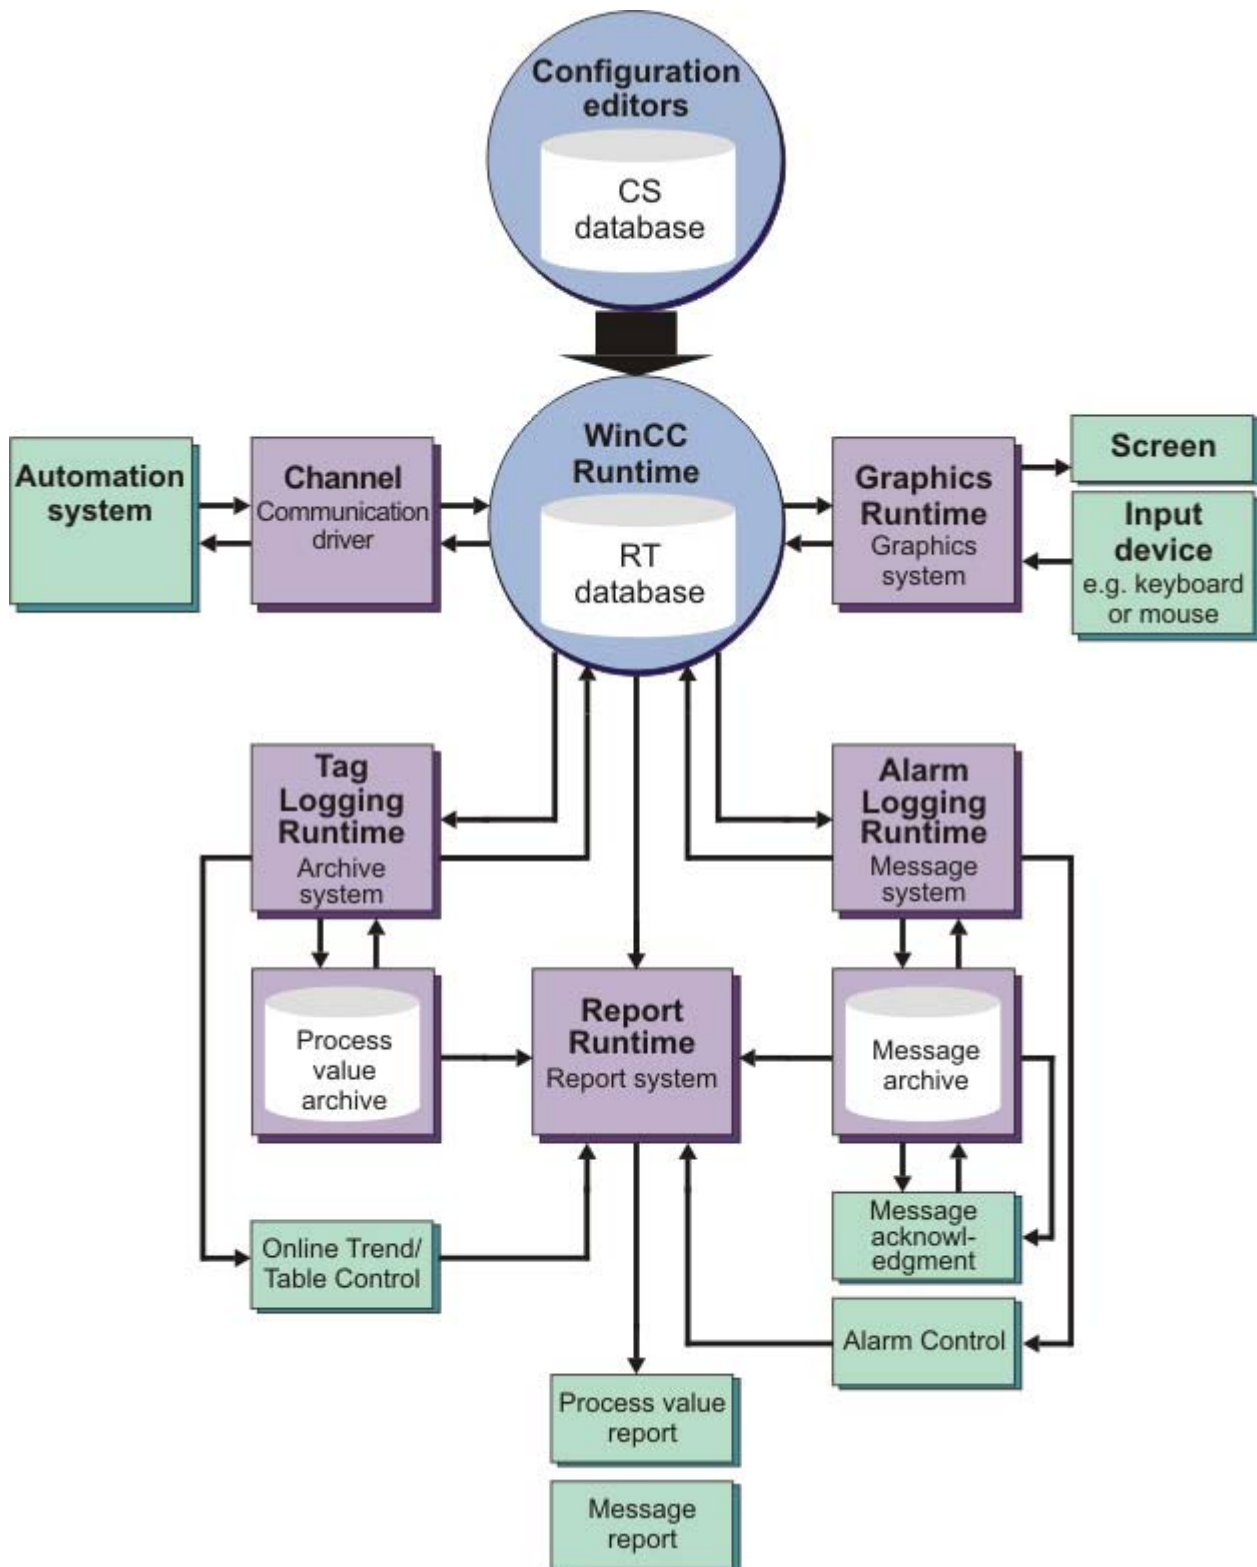 Configuration
editors
CS
database
WinCC
Runtime
RT
database
Automation
system
Channel
Communication
driver
Graphics
Runtime
Graphics
system
Screen
Input
device
e.g. keyboard
or mouse
Tag
Logging
Runtime
Archive
system
Alarm
Logging
Runtime
Message
system
Process
value
archive
Report
Runtime
Report system
Message
archive
Online Trend/
Table Control
Message
acknowl-
edgment
Alarm Control
Process value
report
Message
report